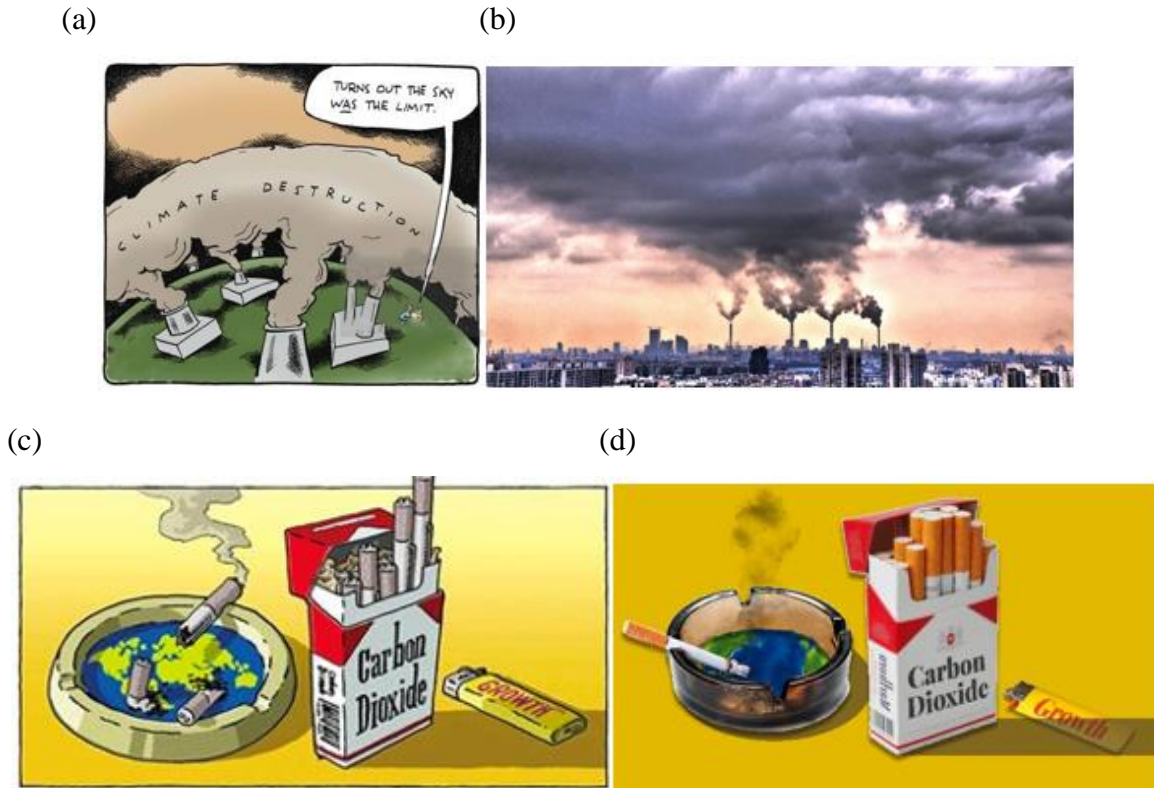 (a)
(b)
TURNS OUT THE SKY
WAS THE LIMIT.
CLIMATE DESTRUCTION
(c)
(d)
Carbon
Dioxide
GROWTH
Carbon
Dioxide
Growth